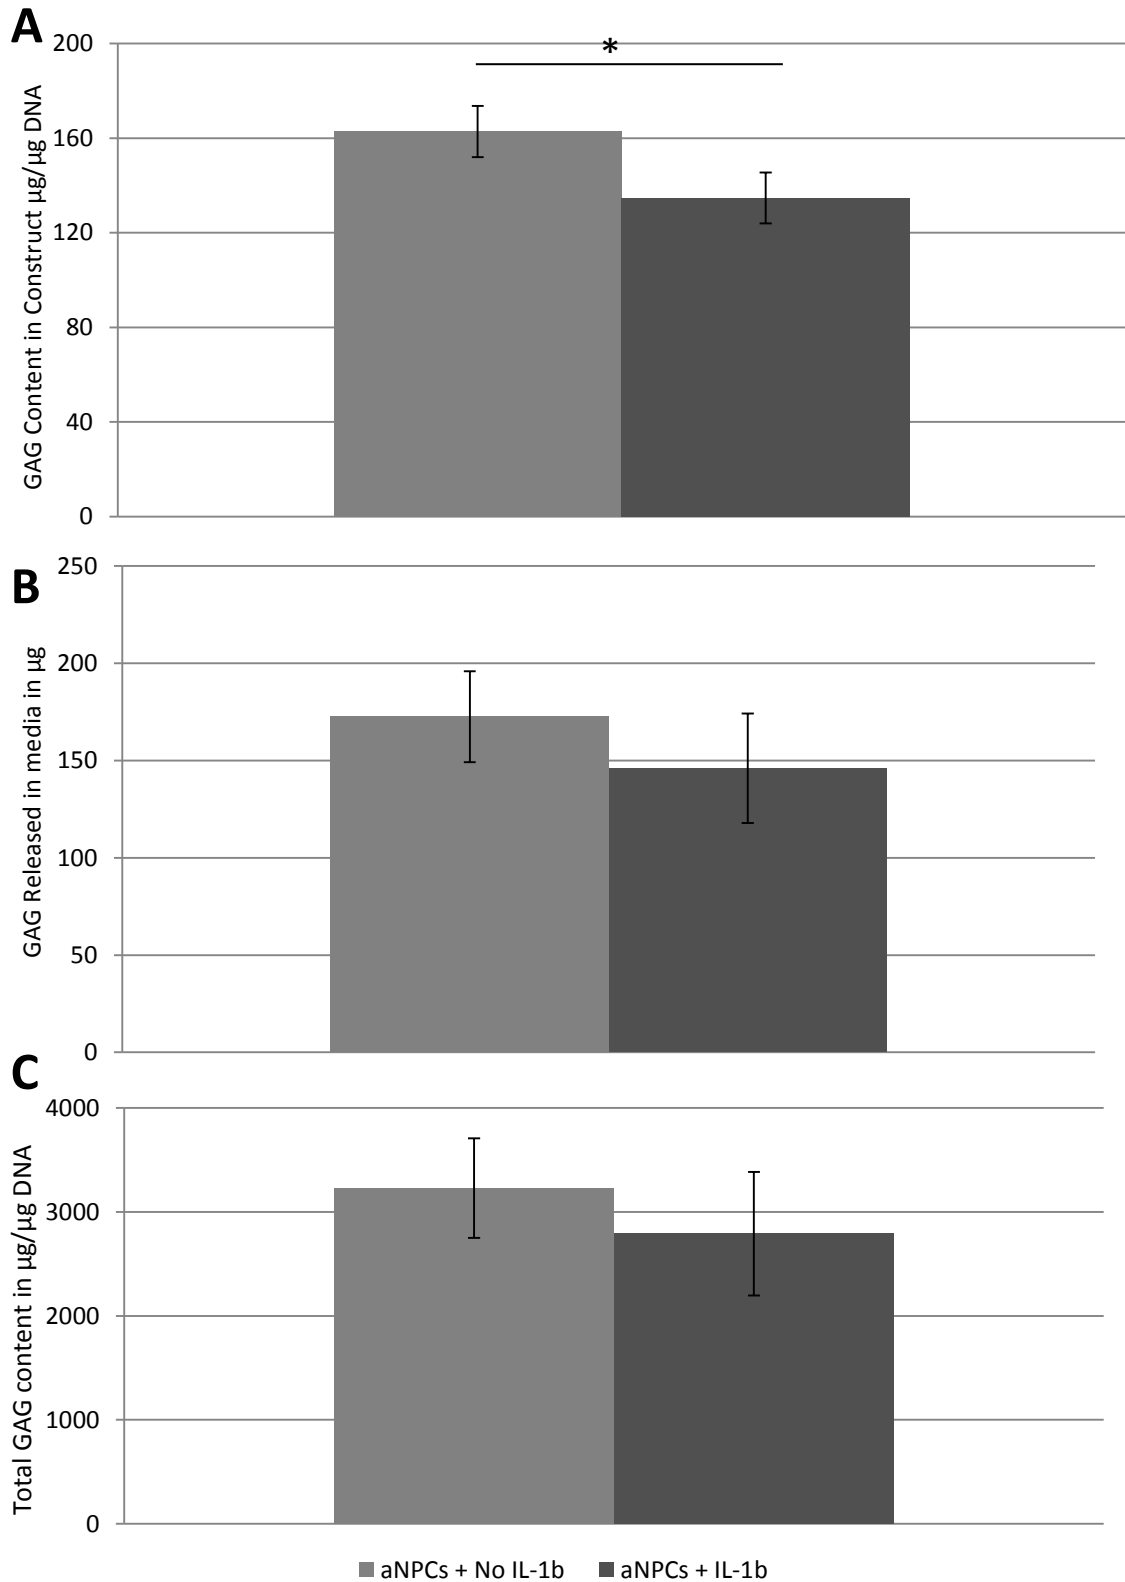 A
GAG Content in Construct µg/µg DNA
200
160
120
80
40
0
*
B
GAG Released in media in µg
250
200
150
100
50
0
C
Total GAG content in µg/µg DNA
4000
3000
2000
1000
0
aNPCs + No IL-1b
aNPCs + IL-1b